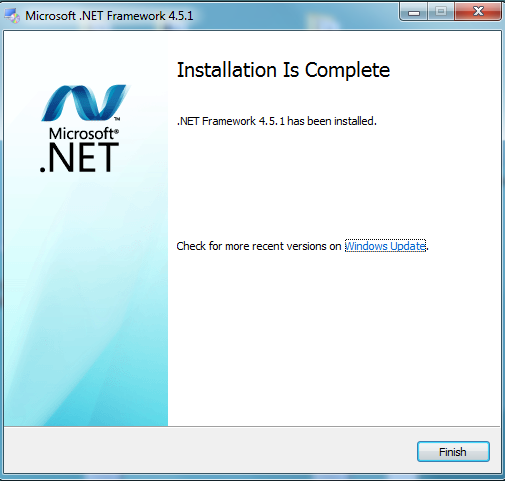 Microsoft .NET Framework 4.5.1
Installation Is Complete
Microsoft®
.NET
™
.NET Framework 4.5.1 has been installed.
Check for more recent versions on Windows Update.
Finish